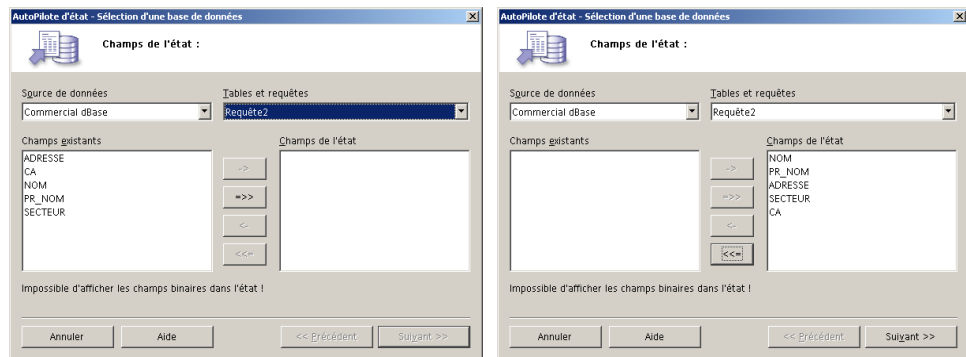 AutoPilote d'état - Sélection d'une base de données
Champs de l'état :
Source de données
Tables et requêtes
Commercial dBase
Requête2
Champs existants
Champs de l'état
ADRESSE
CA
NOM
PR_NOM
SECTEUR
->
=>>
<-
<<=
Impossible d'afficher les champs binaires dans l'état !
Annuler
Aide
<< Précédent
Suivant >>
AutoPilote d'état - Sélection d'une base de données
Champs de l'état :
Source de données
Tables et requêtes
Commercial dBase
Requête2
Champs existants
Champs de l'état
->
=>>
<-
<<=
NOM
PR_NOM
ADRESSE
SECTEUR
CA
Impossible d'afficher les champs binaires dans l'état !
Annuler
Aide
<< Précédent
Suivant >>